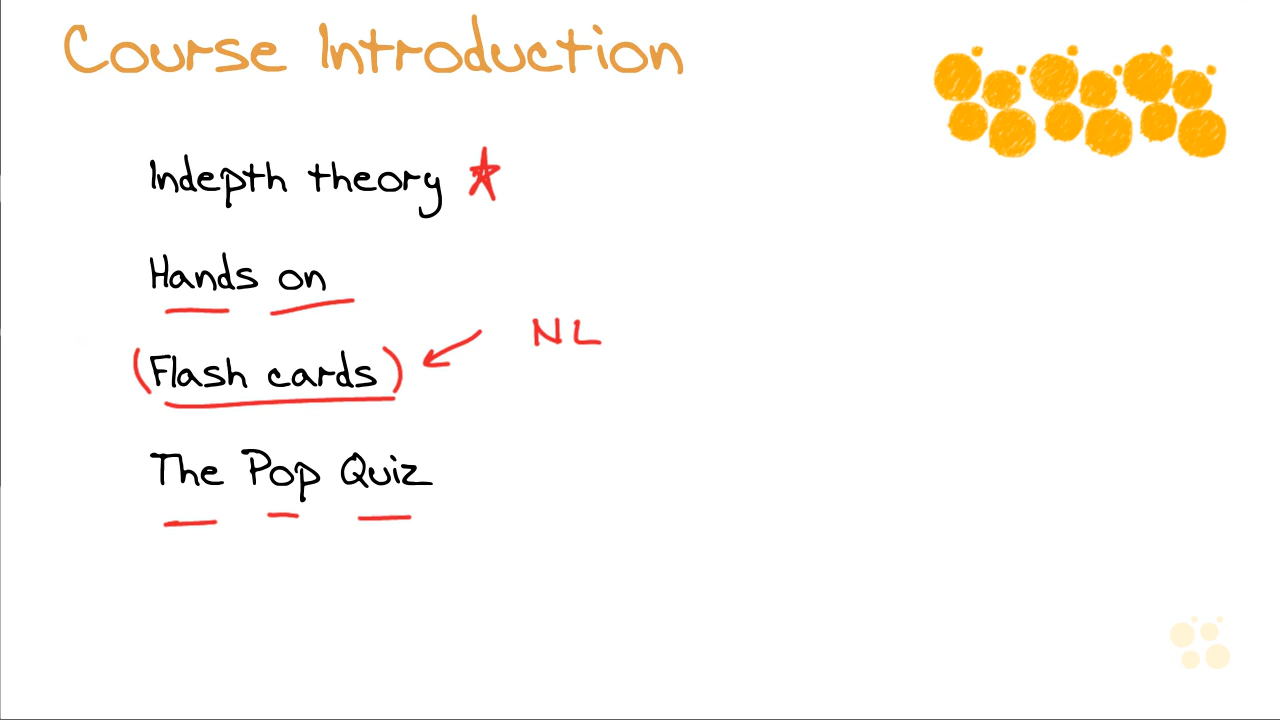 Course Introduction
Indepth theory
Hands on
NL
(Flash cards)
The Pop Quiz